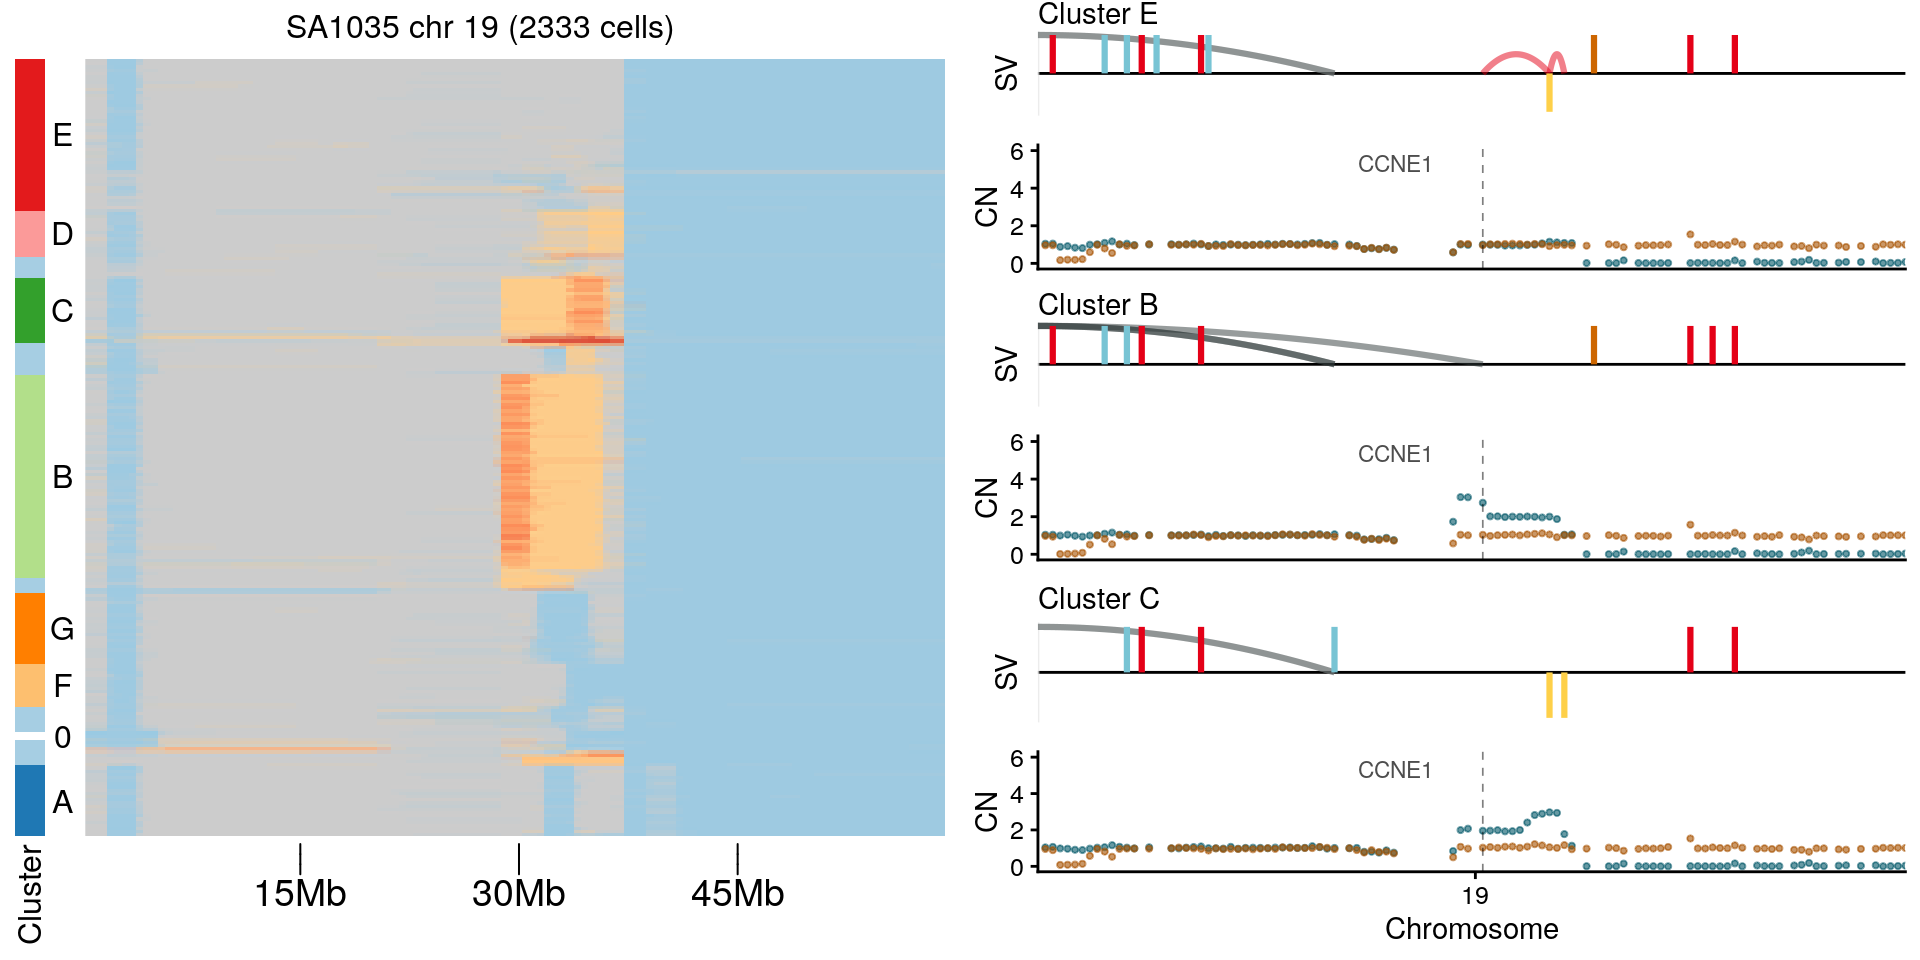 SA1035 chr 19 (2333 cells)
E
D
C
B
G
F
0
A
Cluster
15Mb
30Mb
45Mb
Cluster E
SV
CN
6
4
2
0
CCNE1
Cluster B
SV
CN
6
4
2
0
CCNE1
Cluster C
SV
CN
6
4
2
0
CCNE1
19
Chromosome